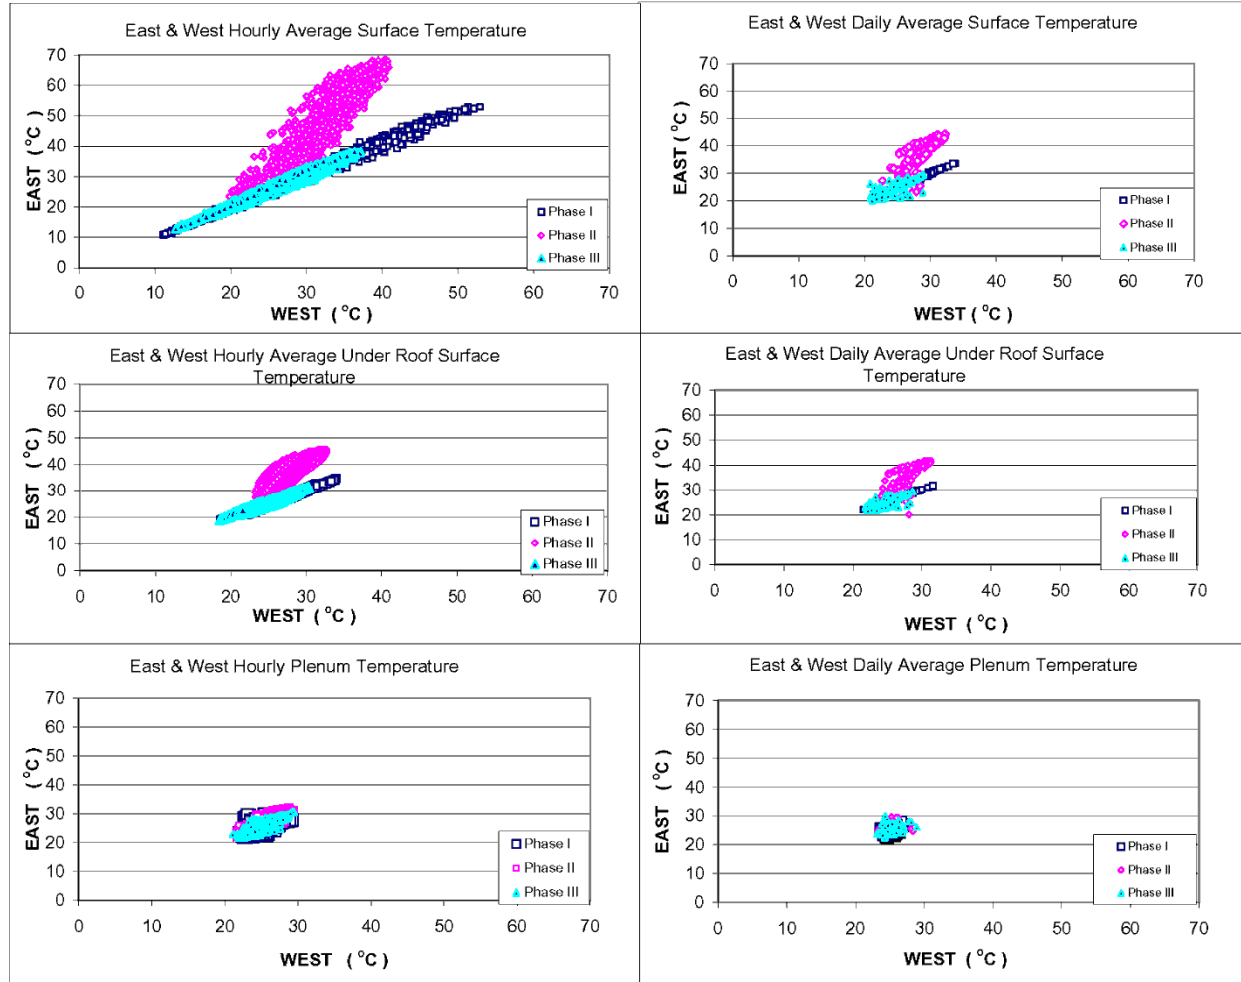 East & West Hourly Average Surface Temperature
70
60
50
40
30
20
10
0
EAST (°C)
0 10 20 30 40 50 60 70
WEST (°C)
Phase I
Phase II
Phase III
East & West Daily Average Surface Temperature
70
60
50
40
30
20
10
0
EAST (°C)
0 10 20 30 40 50 60 70
WEST (°C)
Phase I
Phase II
Phase III
East & West Hourly Average Under Roof Surface
Temperature
70
60
50
40
30
20
10
0
EAST (°C)
0 10 20 30 40 50 60 70
WEST (°C)
Phase I
Phase II
Phase III
East & West Daily Average Under Roof Surface
Temperature
70
60
50
40
30
20
10
0
EAST (°C)
0 10 20 30 40 50 60 70
WEST (°C)
Phase I
Phase II
Phase III
East & West Hourly Plenum Temperature
70
60
50
40
30
20
10
0
EAST (°C)
0 10 20 30 40 50 60 70
WEST (°C)
Phase I
Phase II
Phase III
East & West Daily Average Plenum Temperature
70
60
50
40
30
20
10
0
EAST (°C)
0 10 20 30 40 50 60 70
WEST (°C)
Phase I
Phase II
Phase III